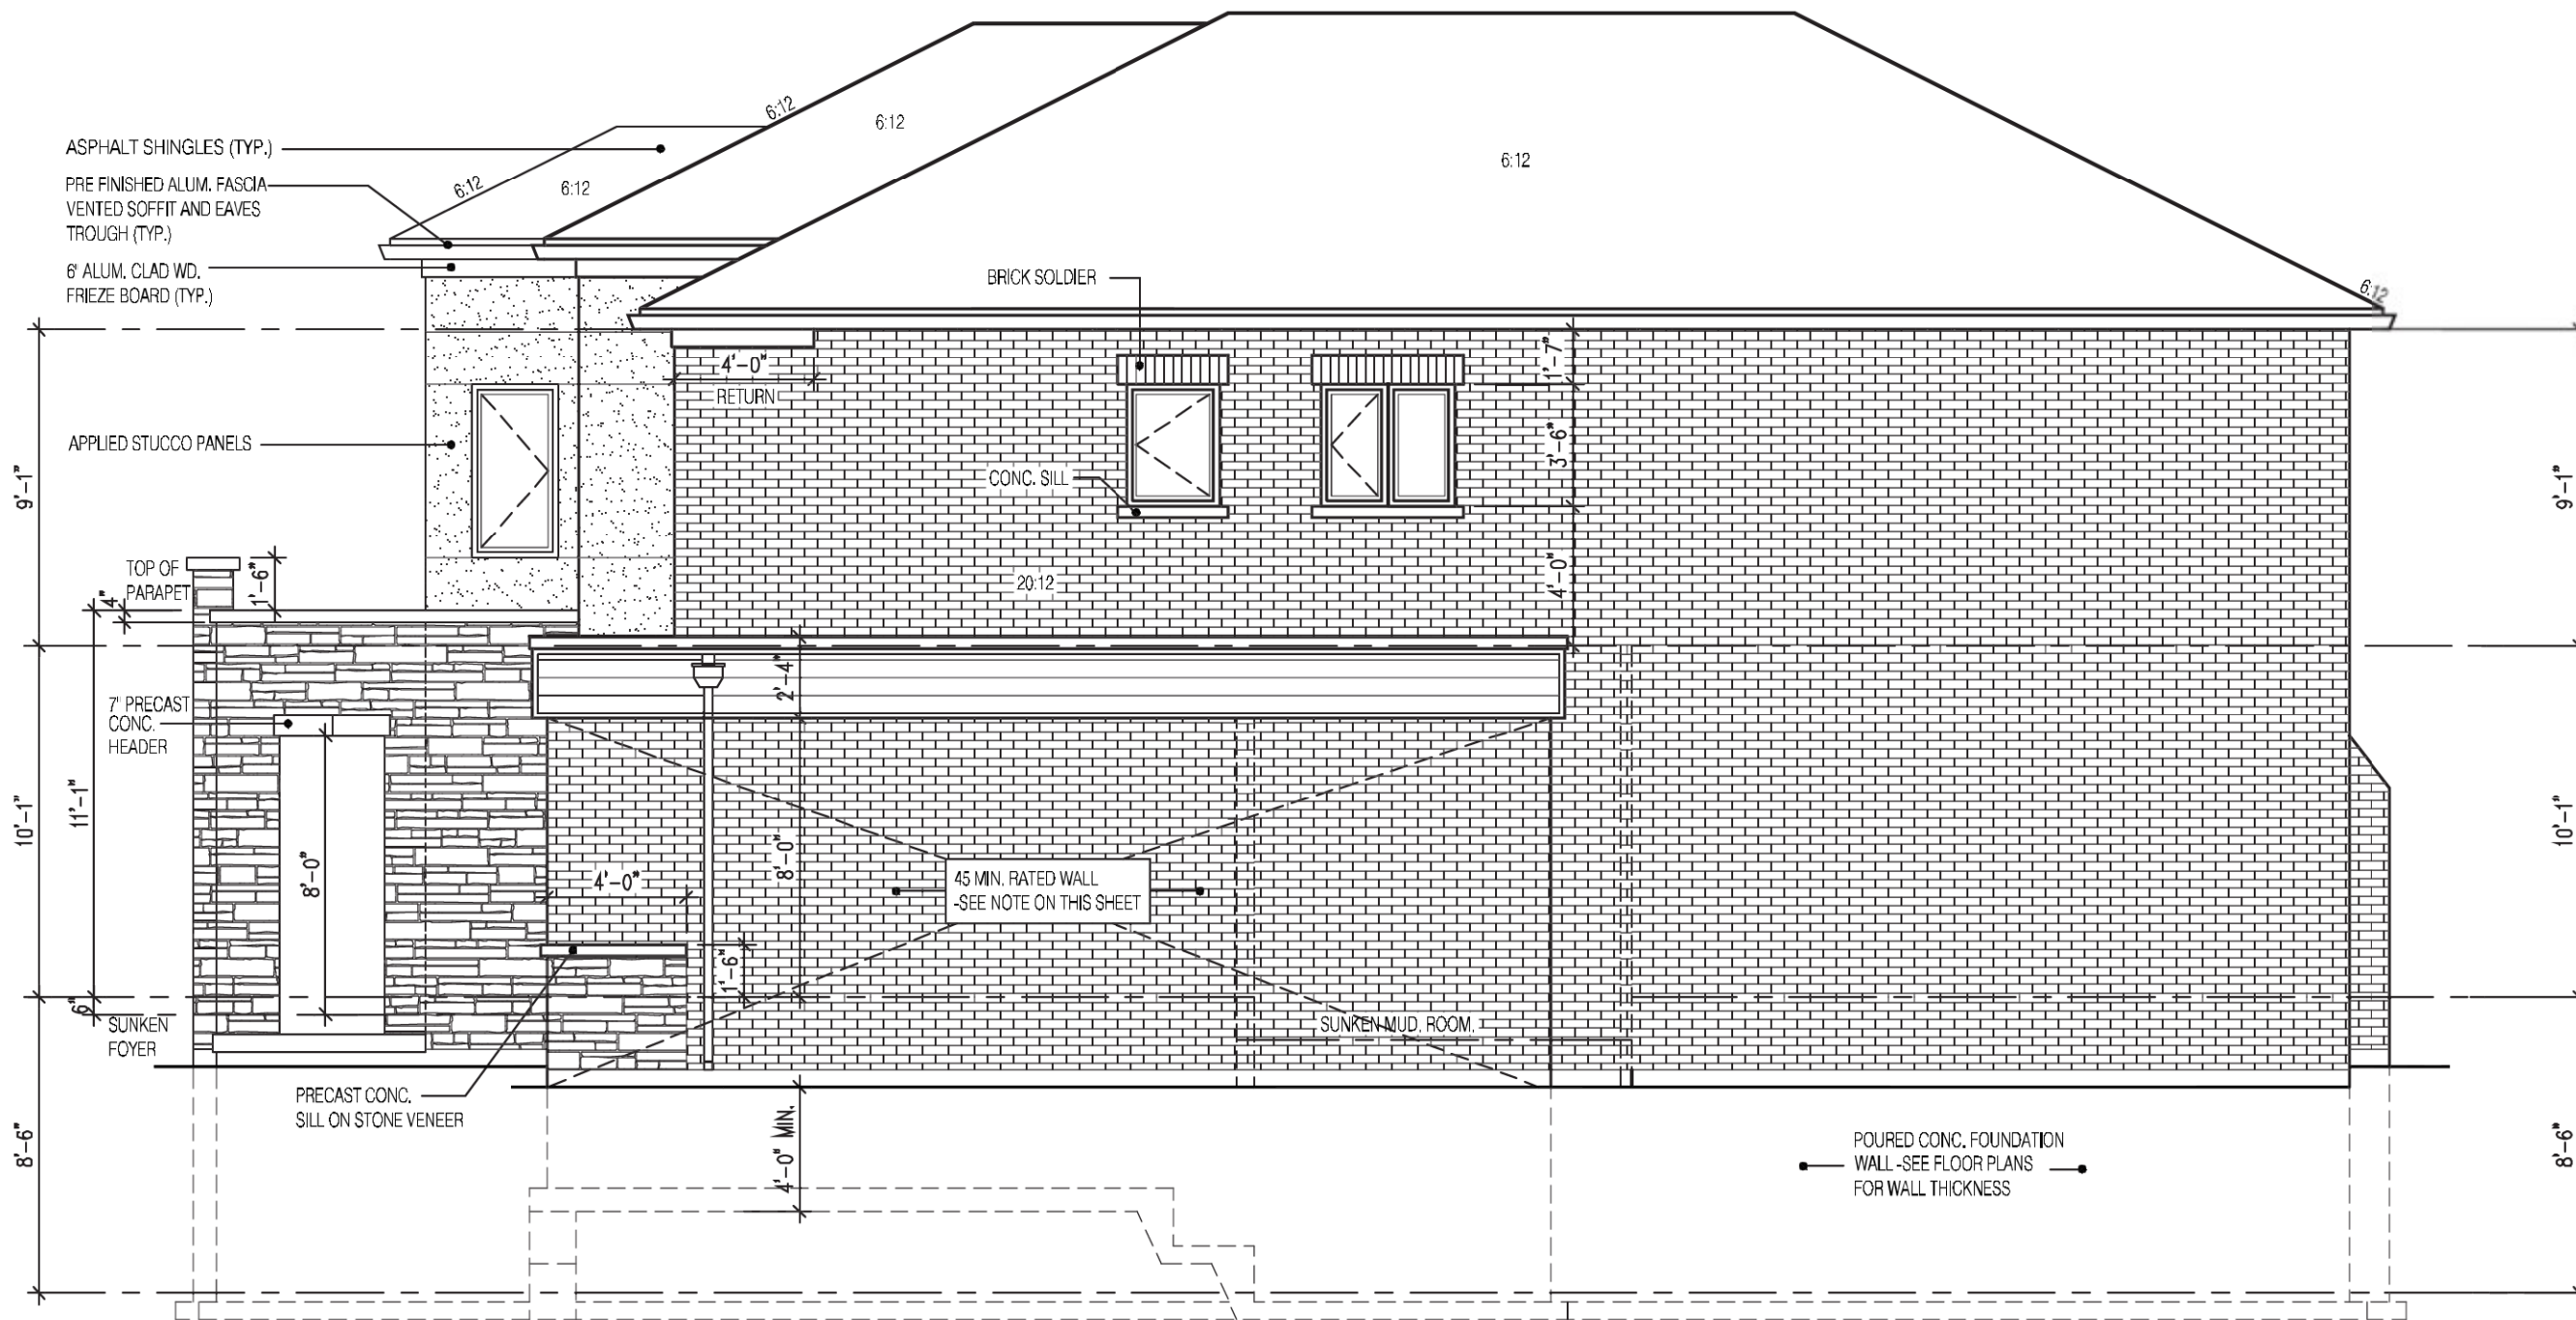 6:12
6:12
6:12
ASPHALT SHINGLES (TYP.)
PRE FINISHED ALUM. FASCIA
VENTED SOFFIT AND EAVES
TROUGH (TYP.)
6:12
6:12
6" ALUM. CLAD WD.
FRIEZE BOARD (TYP.)
BRICK SOLDIER
6:12
4'-0"
RETURN
1'-7"
APPLIED STUCCO PANELS
3'-6"
CONC. SILL
9'-1"
9'-1"
TOP OF
PARAPET
4"
1'-6"
20:12
4'-0"
2'-4"
7" PRECAST
CONC.
HEADER
10'-1"
11'-1"
8'-0"
8'-0"
4'-0"
45 MIN. RATED WALL
-SEE NOTE ON THIS SHEET
10'-1"
1'-6"
6"
SUNKEN
FOYER
SUNKEN MUD. ROOM.
PRECAST CONC.
SILL ON STONE VENEER
4'-0" MIN.
8'-6"
POURED CONC. FOUNDATION
WALL -SEE FLOOR PLANS
FOR WALL THICKNESS
8'-6"